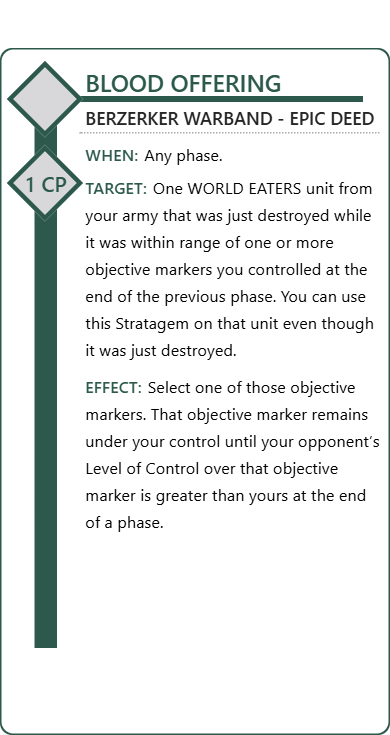 BLOOD OFFERING
BERZERKER WARBAND - EPIC DEED
WHEN: Any phase.
1 CP
TARGET: One WORLD EATERS unit from
your army that was just destroyed while
it was within range of one or more
objective markers you controlled at the
end of the previous phase. You can use
this Stratagem on that unit even though
it was just destroyed.
EFFECT: Select one of those objective
markers. That objective marker remains
under your control until your opponent’s
Level of Control over that objective
marker is greater than yours at the end
of a phase.